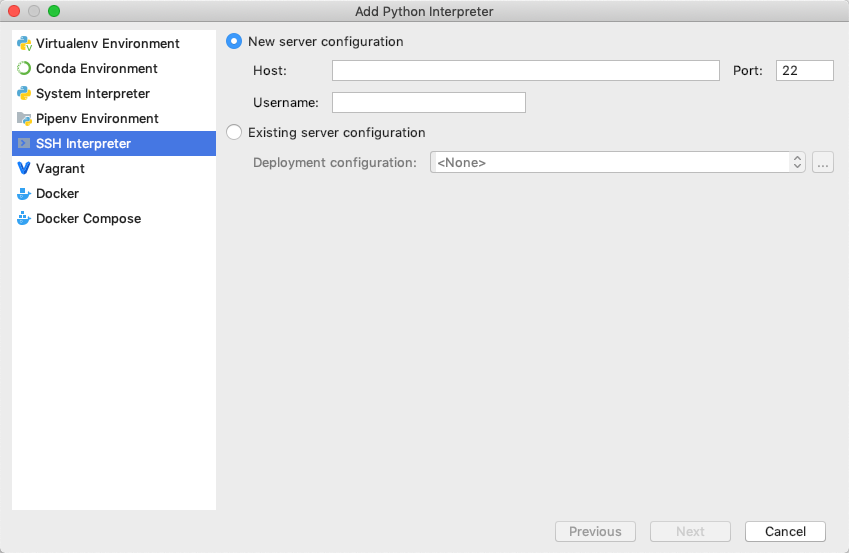 Add Python Interpreter
Virtualenv Environment
Conda Environment
System Interpreter
Pipenv Environment
SSH Interpreter
Vagrant
Docker
Docker Compose
New server configuration
Host: Port: 22
Username:
Existing server configuration
Deployment configuration: <None> ...
Previous Next Cancel